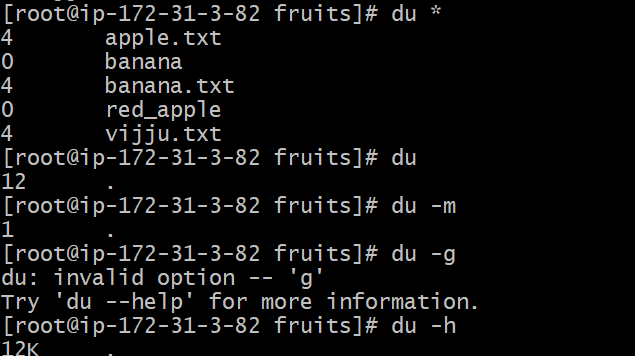 [root@ip-172-31-3-82 fruits]# du *
4 apple.txt
0 banana
4 banana.txt
0 red_apple
4 vijju.txt
[root@ip-172-31-3-82 fruits]# du
12 .
[root@ip-172-31-3-82 fruits]# du -m
1 .
[root@ip-172-31-3-82 fruits]# du -g
du: invalid option -- 'g'
Try 'du --help' for more information.
[root@ip-172-31-3-82 fruits]# du -h
12K .